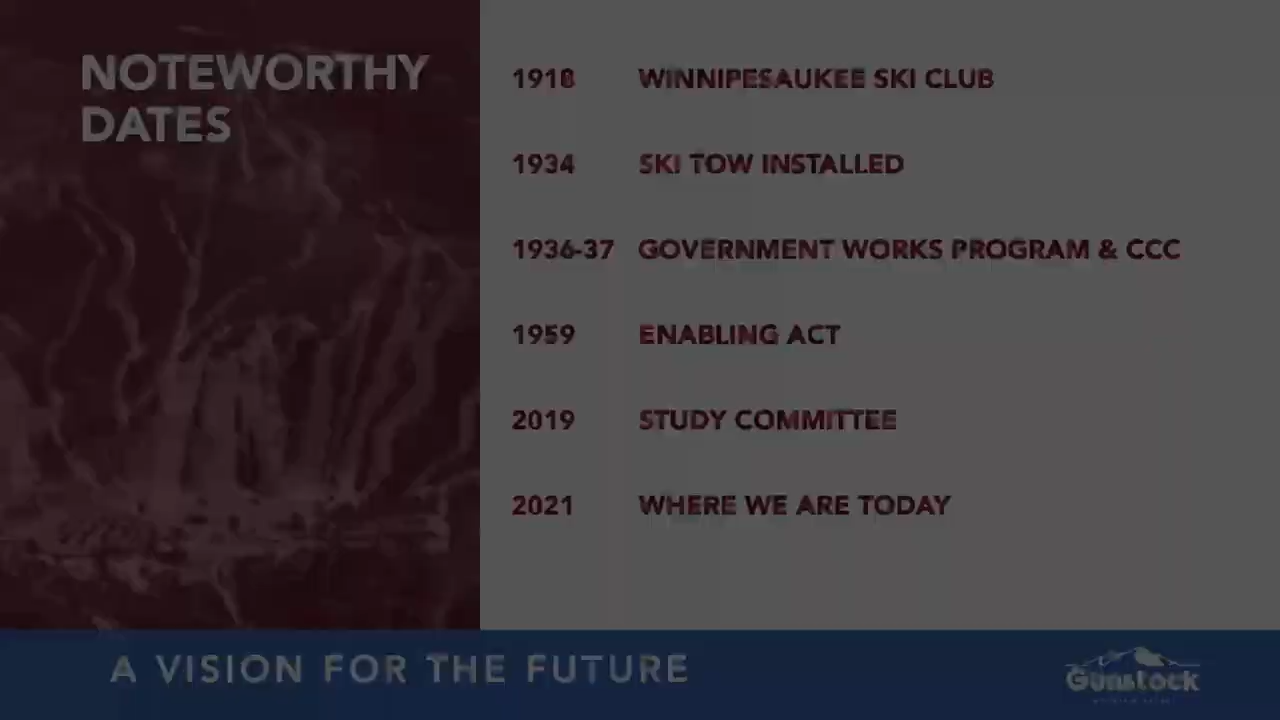 NOTEWORTHY
DATES
1918 WINNIPESAUKEE SKI CLUB
1934 SKI TOW INSTALLED
1936-37 GOVERNMENT WORKS PROGRAM & CCC
1959 ENABLING ACT
2019 STUDY COMMITTEE
2021 WHERE WE ARE TODAY
A VISION FOR THE FUTURE
Gunstock